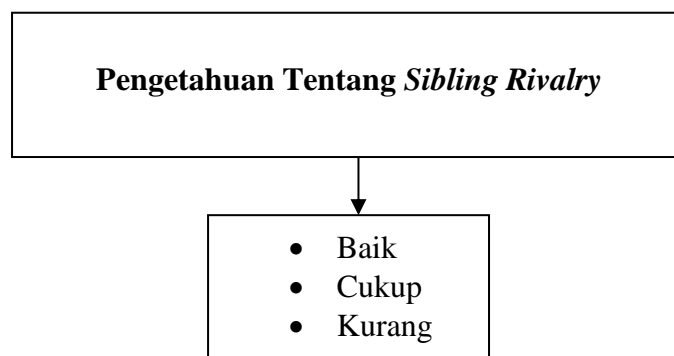 Pengetahuan Tentang Sibling Rivalry
• Baik
• Cukup
• Kurang